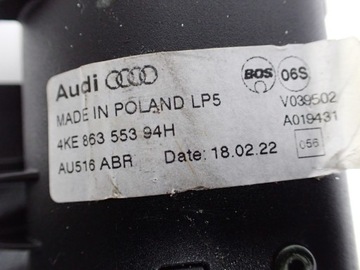 Audi BOS 06S
MADE IN POLAND LP5 V039502
4KE 863 553 94H A019431
AU516 ABR Date: 18.02.22 056